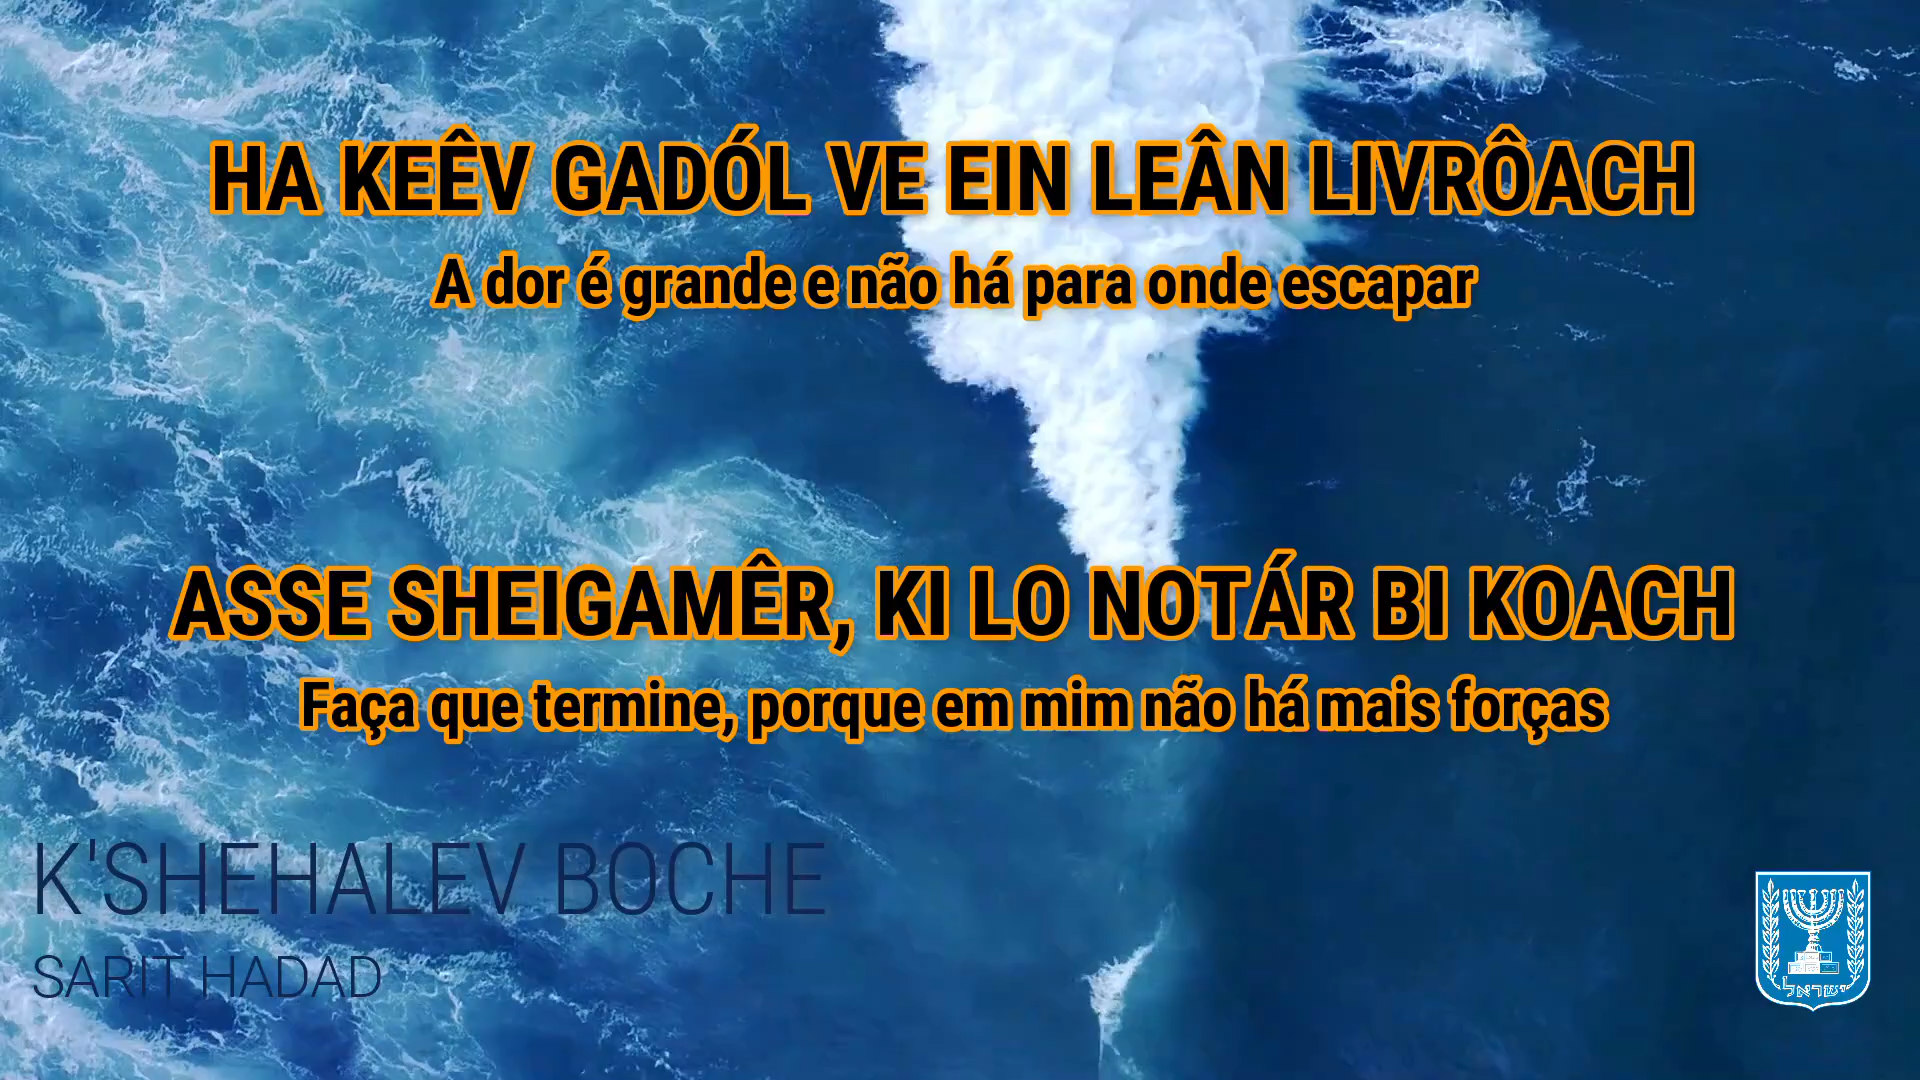 HA KEÊV GADÓL VE EIN LEÂN LIVRÔACH
A dor é grande e não há para onde escapar
ASSE SHEIGAMÊR, KI LO NOTÁR BI KOACH
Faça que termine, porque em mim não há mais forças
K'SHEHALEV BOCHE
SARIT HADAD
ישראל